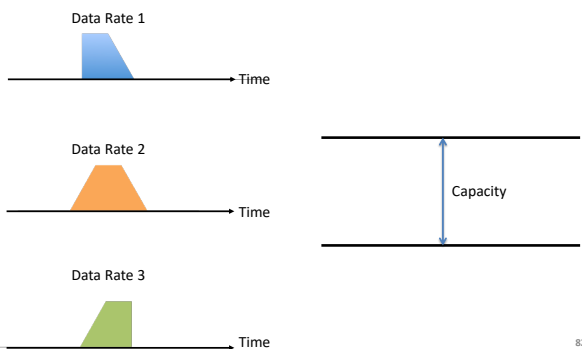 Data Rate 1
Time
Data Rate 2
Time
Capacity
Data Rate 3
Time